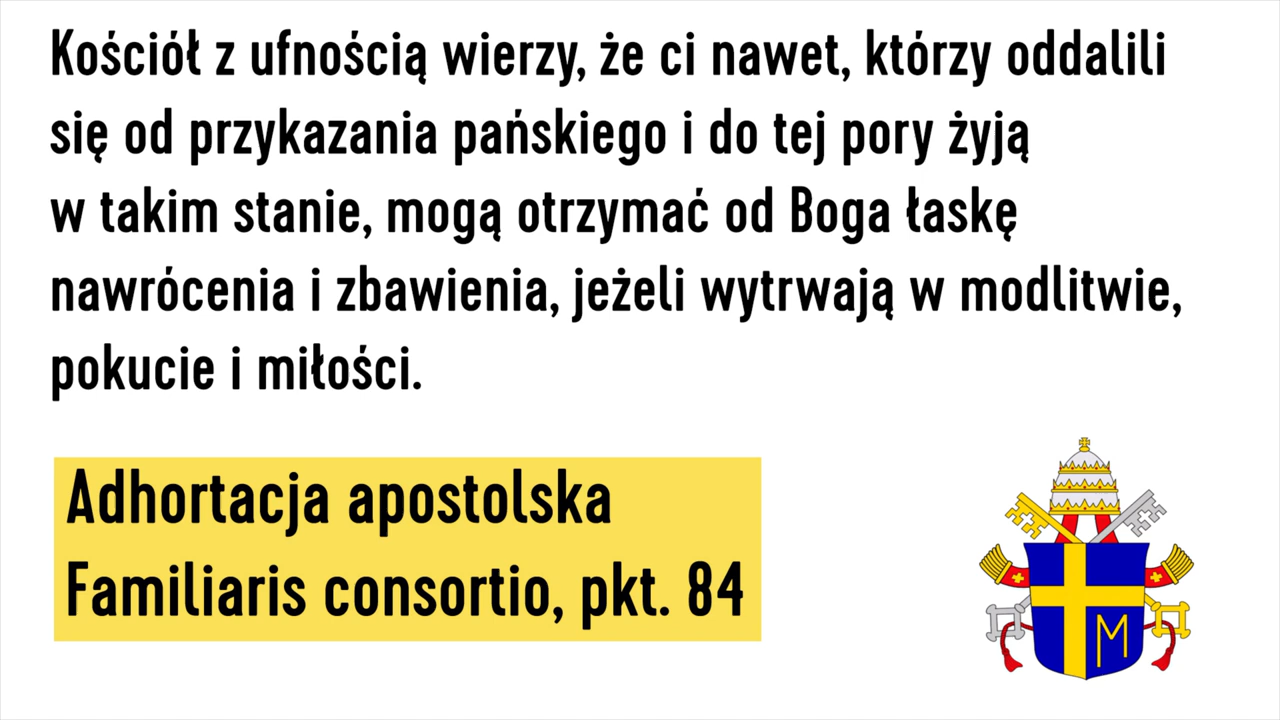 Kościół z ufnością wierzy, że ci nawet, którzy oddalili
się od przykazania pańskiego i do tej pory żyją
w takim stanie, mogą otrzymać od Boga łaskę
nawrócenia i zbawienia, jeżeli wytrwają w modlitwie,
pokucie i miłości.
Adhortacja apostolska
Familiaris consortio, pkt. 84
M